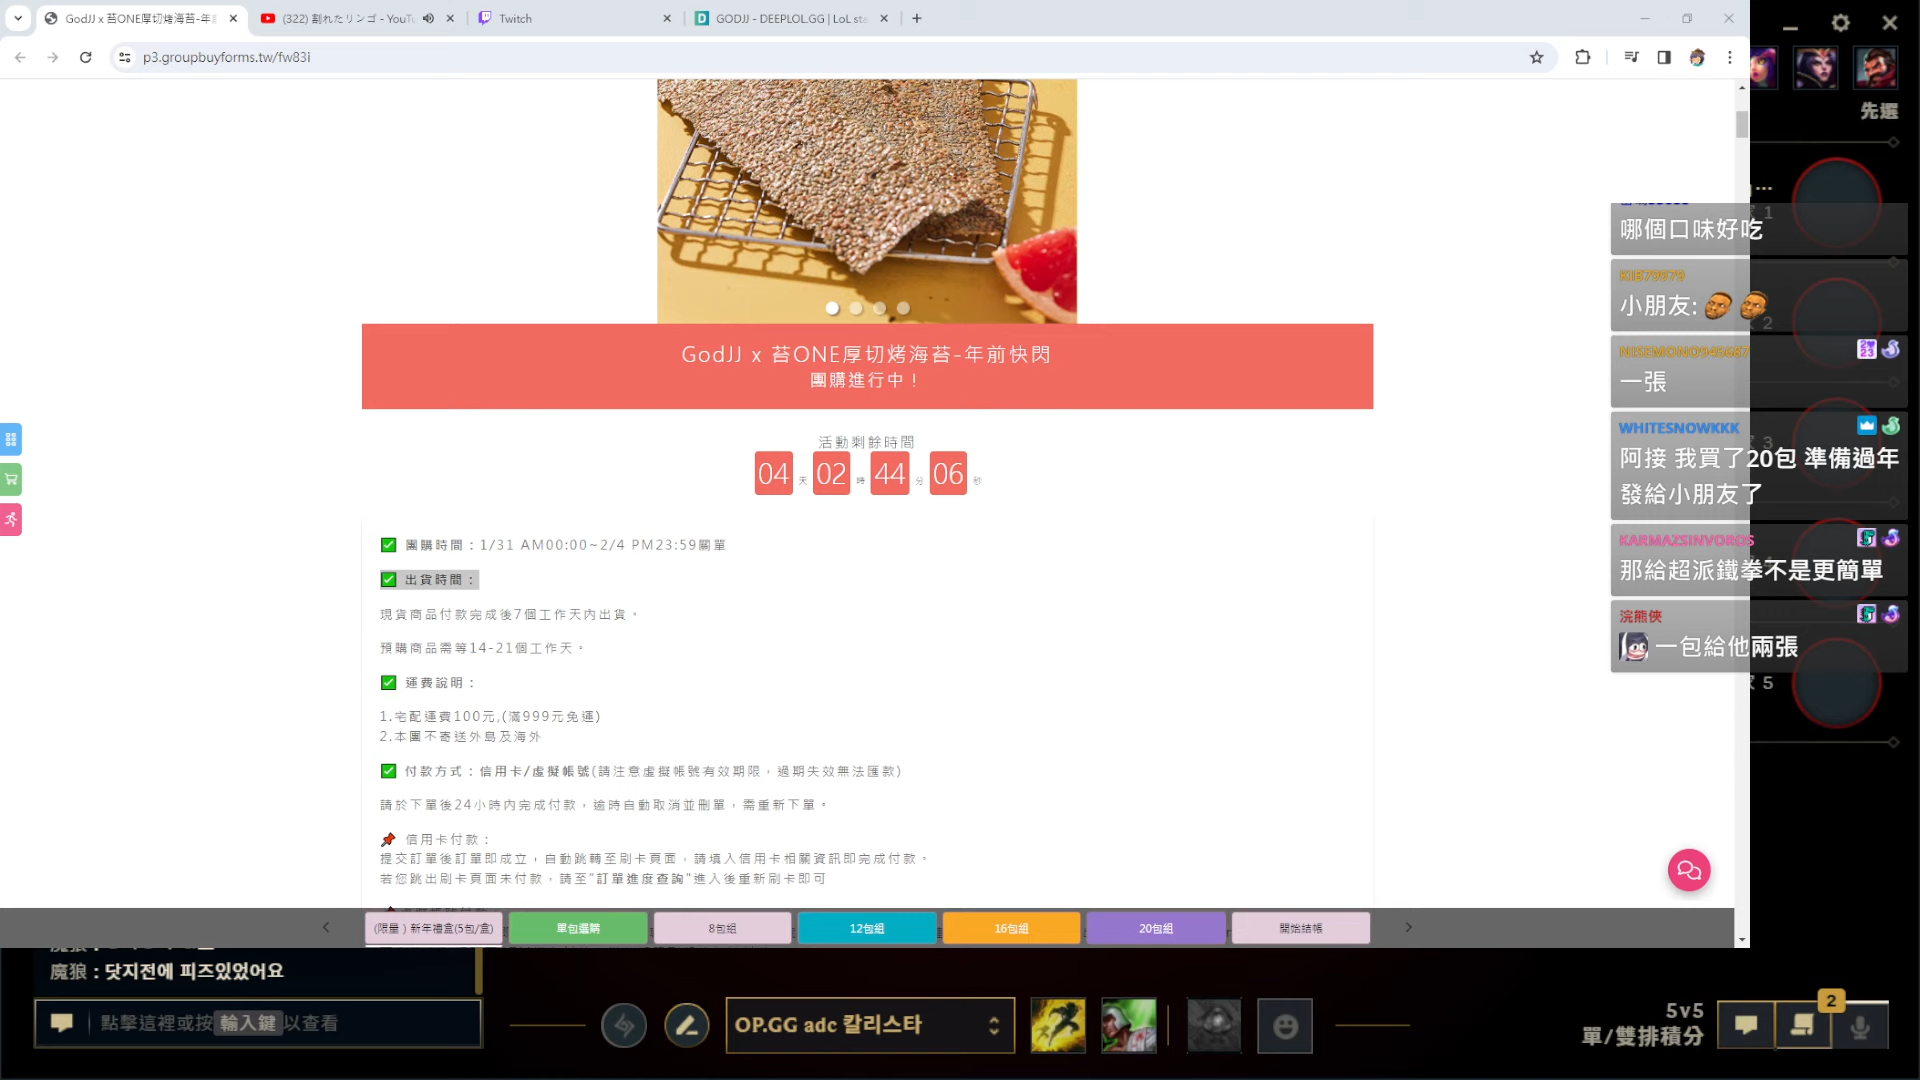 GodJJ x 苔ONE厚切烤海苔-年前
(322) 割れたリンゴ - YouTu
Twitch
GODJJ - DEEPLOL.GG | LoL sta
p3.groupbuyforms.tw/fw83i
先選
GodJJ x 苔ONE厚切烤海苔-年前快閃
團購進行中！
活動剩餘時間
04 天 02 時 44 分 06 秒
✅ 團購時間：1/31 AM00:00~2/4 PM23:59關單
✅ 出貨時間：
現貨商品付款完成後7個工作天內出貨。
預購商品需等14-21個工作天。
✅ 運費說明：
1.宅配運費100元,(滿999元免運)
2.本團不寄送外島及海外
✅ 付款方式：信用卡/虛擬帳號(請注意虛擬帳號有效期限，過期失效無法匯款)
請於下單後24小時內完成付款，逾時自動取消並刪單，需重新下單。
📌 信用卡付款：
提交訂單後訂單即成立，自動跳轉至刷卡頁面，請填入信用卡相關資訊即完成付款。
若您跳出刷卡頁面未付款，請至"訂單進度查詢"進入後重新刷卡即可
(限量) 新年禮盒(5包/盒)
單包選購
8包組
12包組
16包組
20包組
開始結帳
哪個口味好吃
KIB79979
小朋友:
NISEMONO945687
一張
WHITESNOWKKK
阿接 我買了20包 準備過年
發給小朋友了
KARMAZSINVOROS
那給超派鐵拳不是更簡單
浣熊俠
一包給他兩張
1
2
3
5
魔狼：닷지전에 피즈있었어요
點擊這裡或按 輸入鍵 以查看
OP.GG adc 칼리스타
5v5
單/雙排積分
2